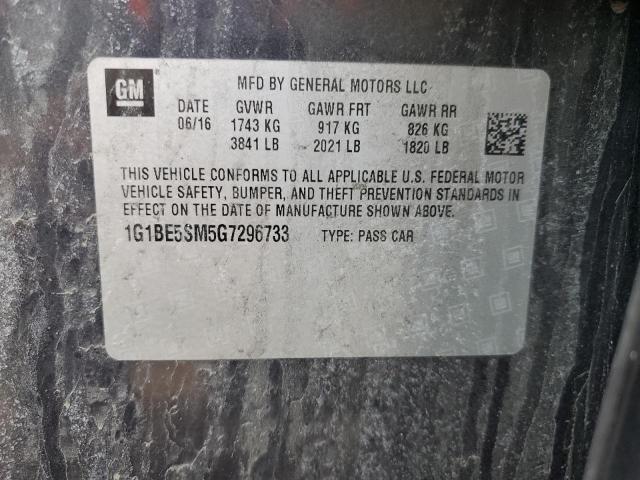 GM
MFD BY GENERAL MOTORS LLC
DATE GVWR GAWR FRT GAWR RR
06/16 1743 KG 917 KG 826 KG
3841 LB 2021 LB 1820 LB
THIS VEHICLE CONFORMS TO ALL APPLICABLE U.S. FEDERAL MOTOR
VEHICLE SAFETY, BUMPER, AND THEFT PREVENTION STANDARDS IN
EFFECT ON THE DATE OF MANUFACTURE SHOWN ABOVE.
1G1BE5SM5G7296733 TYPE: PASS CAR